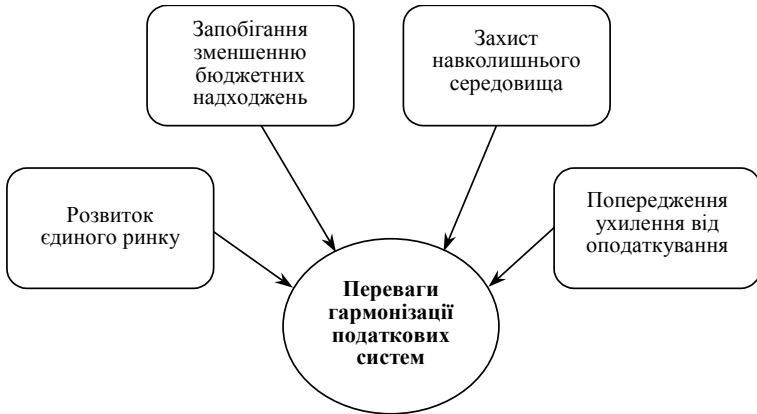 Запобігання
зменшенню
бюджетних
надходжень
Захист
навколишнього
середовища
Розвиток
єдиного ринку
Попередження
ухилення від
оподаткування
Переваги
гармонізації
податкових
систем